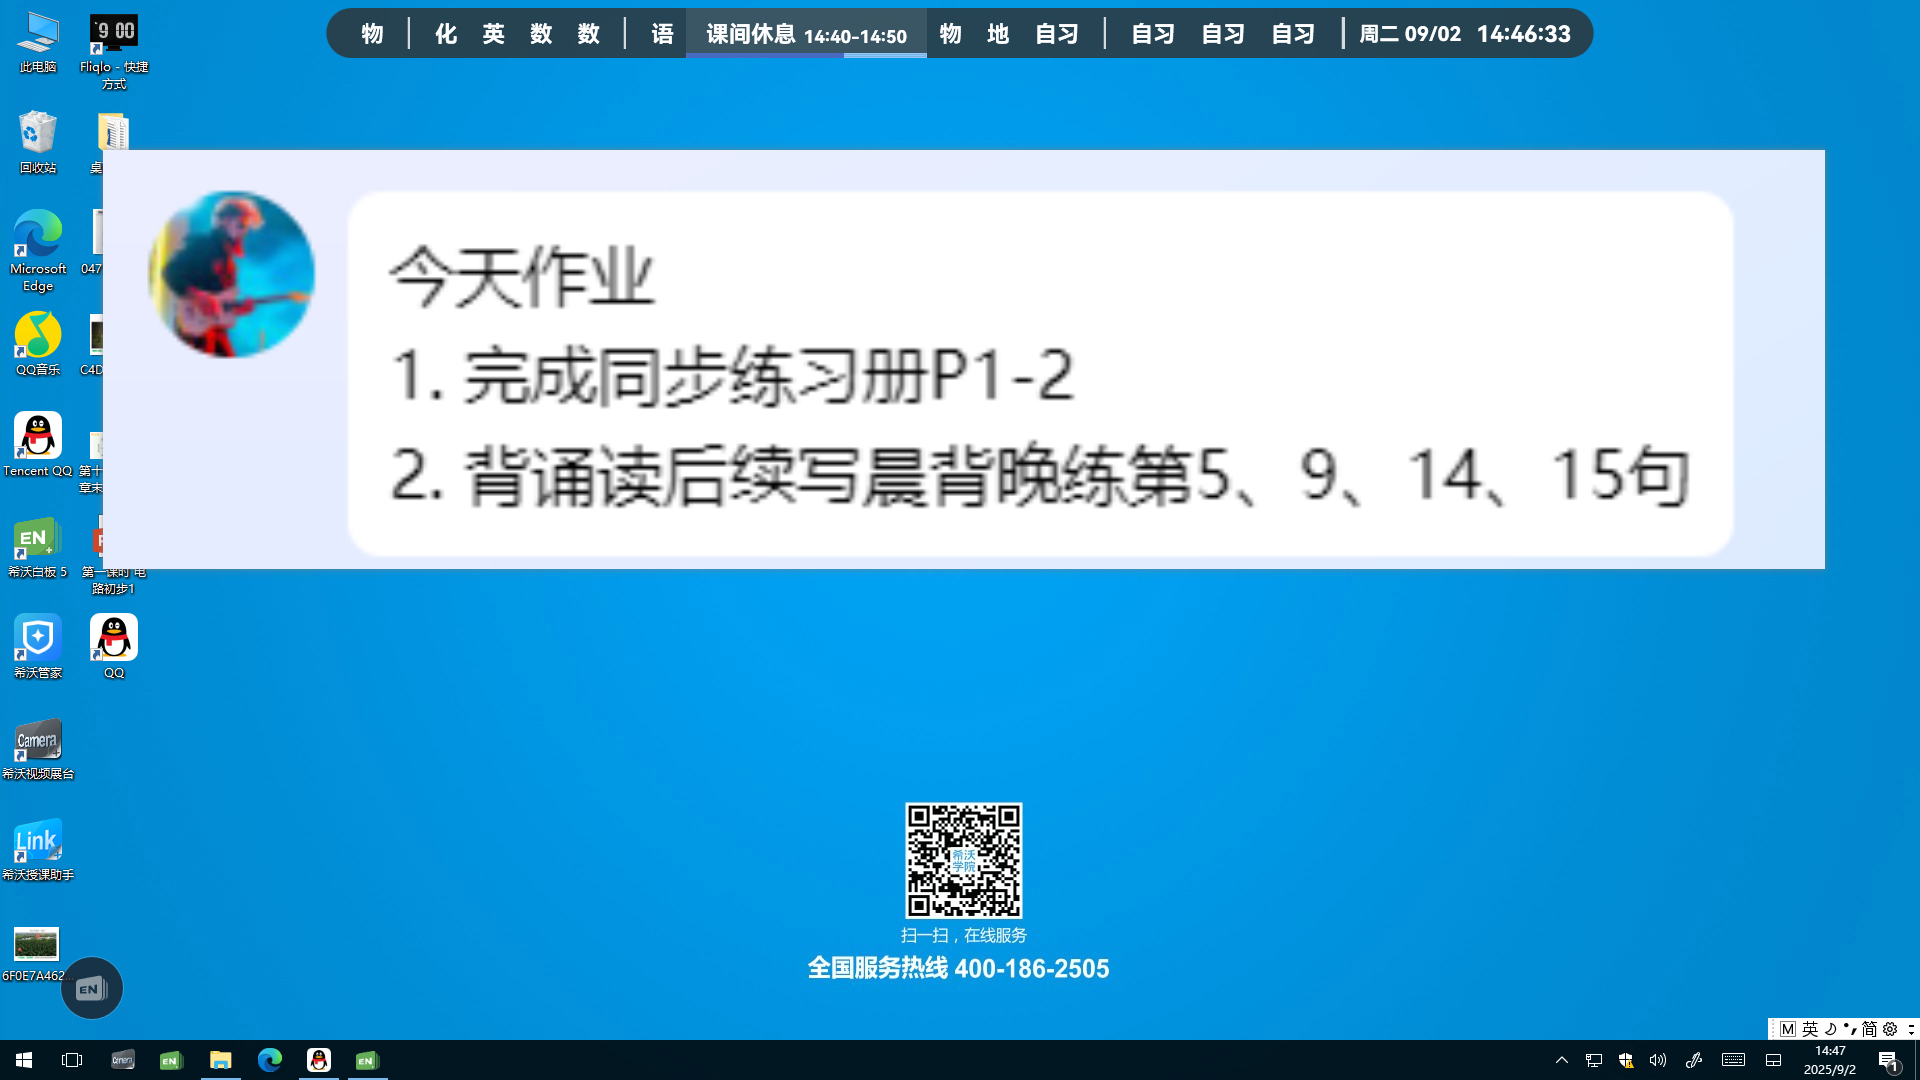 物 | 化 英 数 数 | 语 课间休息 14:40-14:50 物 地 自习 | 自习 自习 自习 | 周二 09/02 14:46:33
此电脑
Fliqlo - 快捷方式
回收站
桌
Microsoft Edge
047
QQ音乐
C4D
Tencent QQ
第十
章末
EN
希沃白板 5
第一课时 电路初步1
希沃管家
QQ
Camera
希沃视频展台
Link
希沃授课助手
6F0E7A462...
EN
今天作业
1. 完成同步练习册P1-2
2. 背诵读后续写晨背晚练第5、9、14、15句
希沃
学院
扫一扫，在线服务
全国服务热线 400-186-2505
M 英 简
14:47
2025/9/2
1